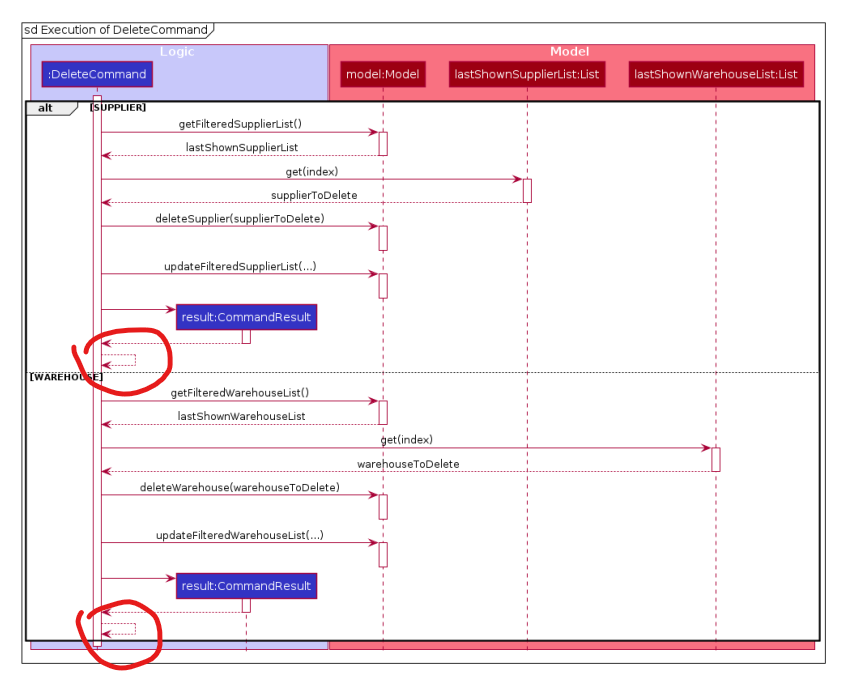 sd Execution of DeleteCommand
Logic
Model
:DeleteCommand
model:Model
lastShownSupplierList:List
lastShownWarehouseList:List
alt
[SUPPLIER]
getFilteredSupplierList()
lastShownSupplierList
get(index)
supplierToDelete
deleteSupplier(supplierToDelete)
updateFilteredSupplierList(...)
result:CommandResult
[WAREHOUSE]
getFilteredWarehouseList()
lastShownWarehouseList
get(index)
warehouseToDelete
deleteWarehouse(warehouseToDelete)
updateFilteredWarehouseList(...)
result:CommandResult